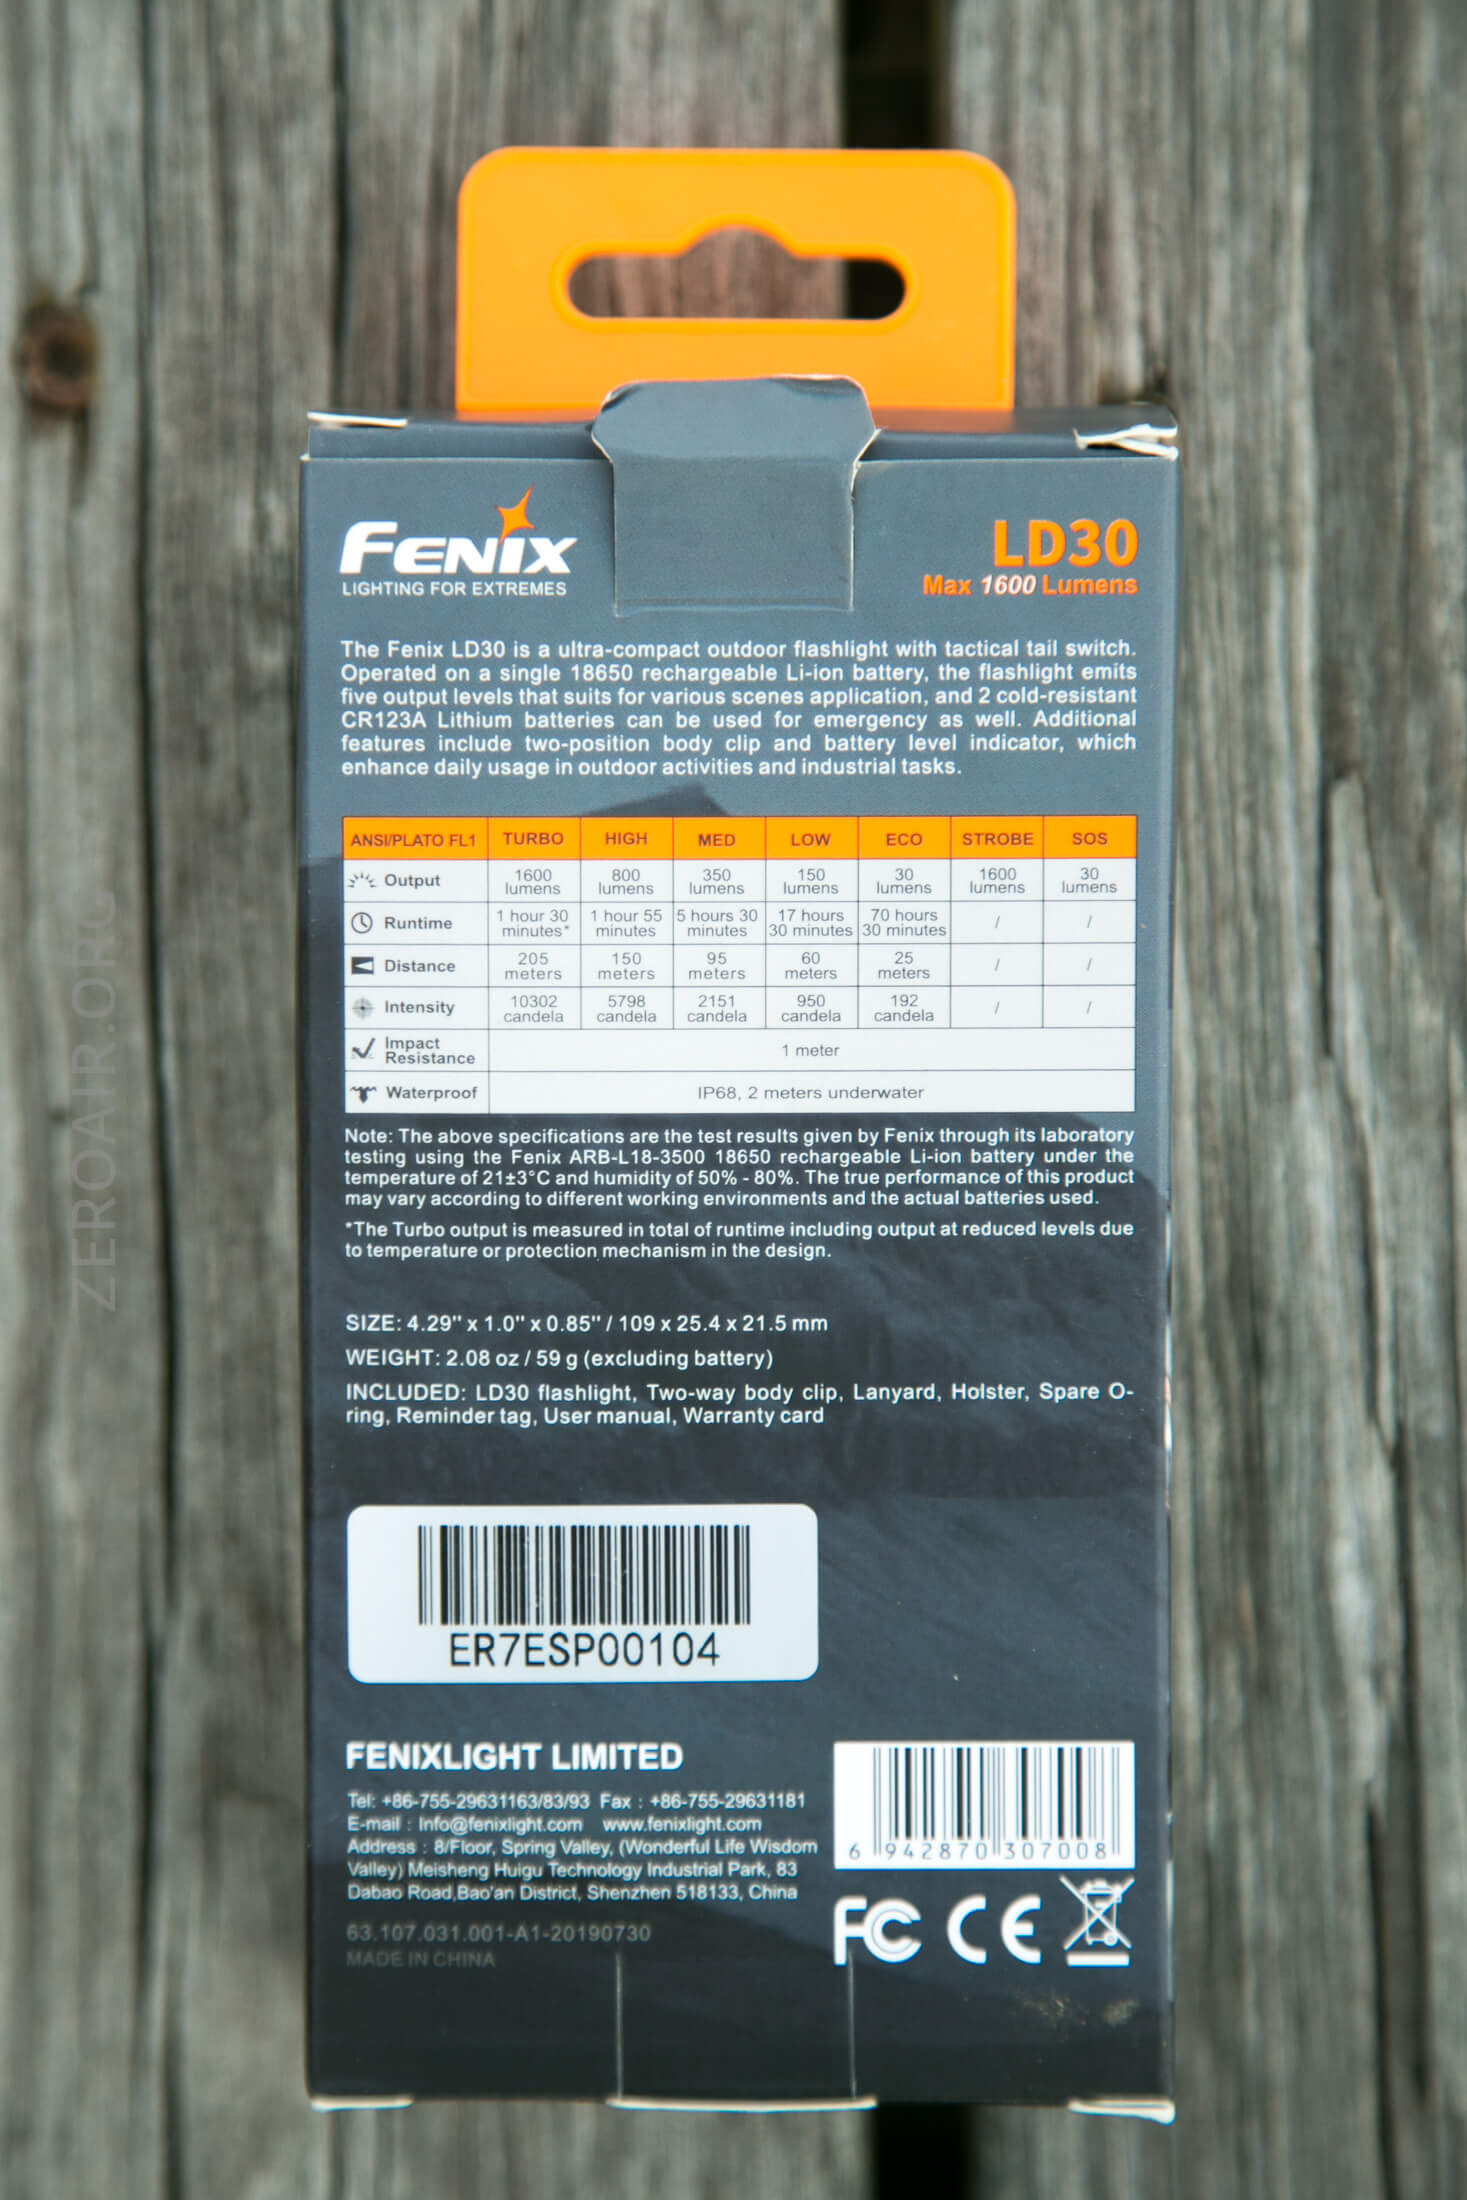 FENIX
LIGHTING FOR EXTREMES
LD30
Max 1600 Lumens
The Fenix LD30 is a ultra-compact outdoor flashlight with tactical tail switch.
Operated on a single 18650 rechargeable Li-ion battery, the flashlight emits
five output levels that suits for various scenes application, and 2 cold-resistant
CR123A Lithium batteries can be used for emergency as well. Additional
features include two-position body clip and battery level indicator, which
enhance daily usage in outdoor activities and industrial tasks.
ANSI/PLATO FL1 TURBO HIGH MED LOW ECO STROBE SOS
Output 1600 lumens 800 lumens 350 lumens 150 lumens 30 lumens 1600 lumens 30 lumens
Runtime 1 hour 30 minutes* 1 hour 55 minutes 5 hours 30 minutes 17 hours 30 minutes 70 hours 30 minutes / /
Distance 205 meters 150 meters 95 meters 60 meters 25 meters / /
Intensity 10302 candela 5798 candela 2151 candela 950 candela 192 candela / /
Impact Resistance 1 meter
Waterproof IP68, 2 meters underwater
Note: The above specifications are the test results given by Fenix through its laboratory
testing using the Fenix ARB-L18-3500 18650 rechargeable Li-ion battery under the
temperature of 21±3°C and humidity of 50% - 80%. The true performance of this product
may vary according to different working environments and the actual batteries used.
*The Turbo output is measured in total of runtime including output at reduced levels due
to temperature or protection mechanism in the design.
SIZE: 4.29" x 1.0" x 0.85" / 109 x 25.4 x 21.5 mm
WEIGHT: 2.08 oz / 59 g (excluding battery)
INCLUDED: LD30 flashlight, Two-way body clip, Lanyard, Holster, Spare O-
ring, Reminder tag, User manual, Warranty card
ER7ESP00104
FENIXLIGHT LIMITED
Tel: +86-755-29631163/83/93 Fax : +86-755-29631181
E-mail : Info@fenixlight.com www.fenixlight.com
Address : 8/Floor, Spring Valley, (Wonderful Life Wisdom
Valley) Meisheng Huigu Technology Industrial Park, 83
Dabao Road,Bao'an District, Shenzhen 518133, China
63.107.031.001-A1-20190730
MADE IN CHINA
6 942870 307008
FC CE
ZEROAIR.ORG